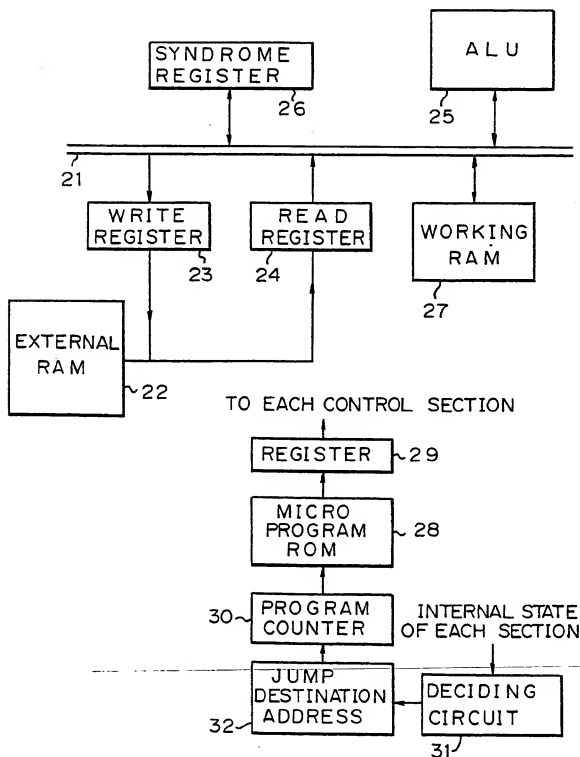 SYNDROME
REGISTER
26
ALU
25
21
WRITE
REGISTER
23
READ
REGISTER
24
WORKING
RAM
27
EXTERNAL
RAM
22
TO EACH CONTROL SECTION
REGISTER
29
MICRO
PROGRAM
ROM
28
30
PROGRAM
COUNTER
INTERNAL STATE
OF EACH SECTION
JUMP
DESTINATION
ADDRESS
32
DECIDING
CIRCUIT
31